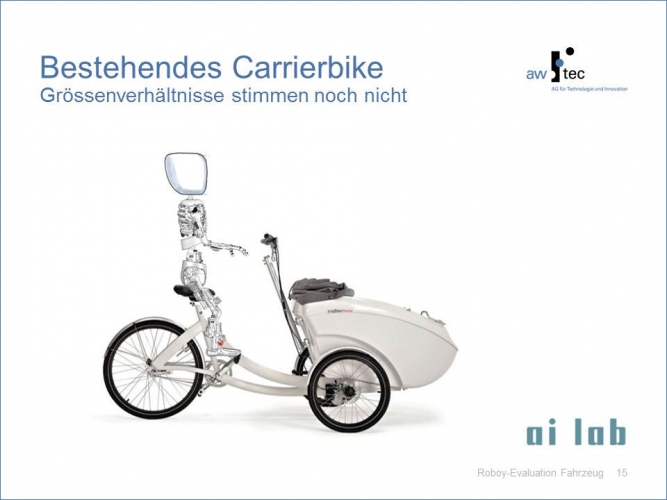 Bestehendes Carrierbike
Grössenverhältnisse stimmen noch nicht
aw tec
AG für Technologie und Innovation
ai lab
Roboy-Evaluation Fahrzeug 15